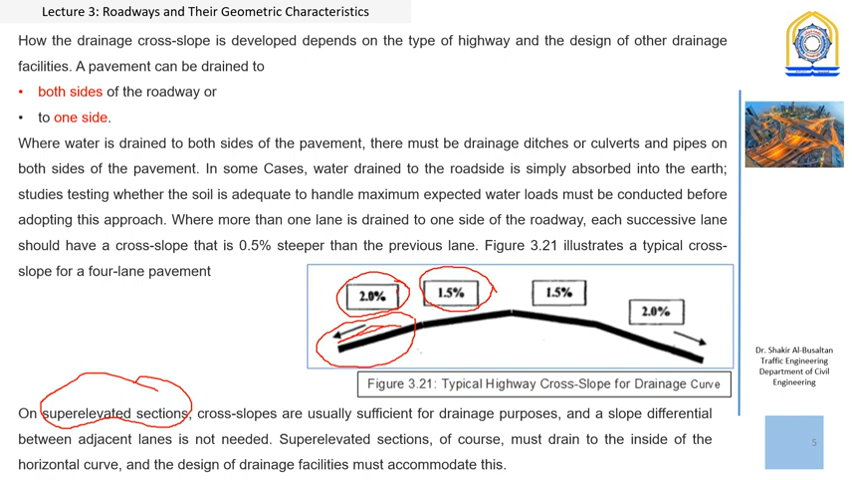 Lecture 3: Roadways and Their Geometric Characteristics
How the drainage cross-slope is developed depends on the type of highway and the design of other drainage
facilities. A pavement can be drained to
• both sides of the roadway or
• to one side.
Where water is drained to both sides of the pavement, there must be drainage ditches or culverts and pipes on
both sides of the pavement. In some Cases, water drained to the roadside is simply absorbed into the earth;
studies testing whether the soil is adequate to handle maximum expected water loads must be conducted before
adopting this approach. Where more than one lane is drained to one side of the roadway, each successive lane
should have a cross-slope that is 0.5% steeper than the previous lane. Figure 3.21 illustrates a typical cross-
slope for a four-lane pavement
2.0%
1.5%
1.5%
2.0%
Figure 3.21: Typical Highway Cross-Slope for Drainage Curve
On superelevated sections, cross-slopes are usually sufficient for drainage purposes, and a slope differential
between adjacent lanes is not needed. Superelevated sections, of course, must drain to the inside of the
horizontal curve, and the design of drainage facilities must accommodate this.
Dr. Shakir Al-Busaltan
Traffic Engineering
Department of Civil
Engineering
5